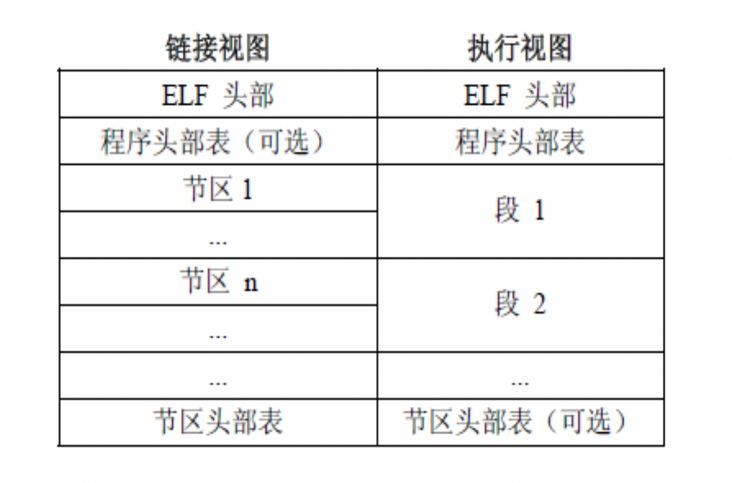 链接视图 执行视图
ELF 头部 ELF 头部
程序头部表（可选） 程序头部表
节区 1
段 1
...
节区 n
段 2
...
... ...
节区头部表 节区头部表（可选）